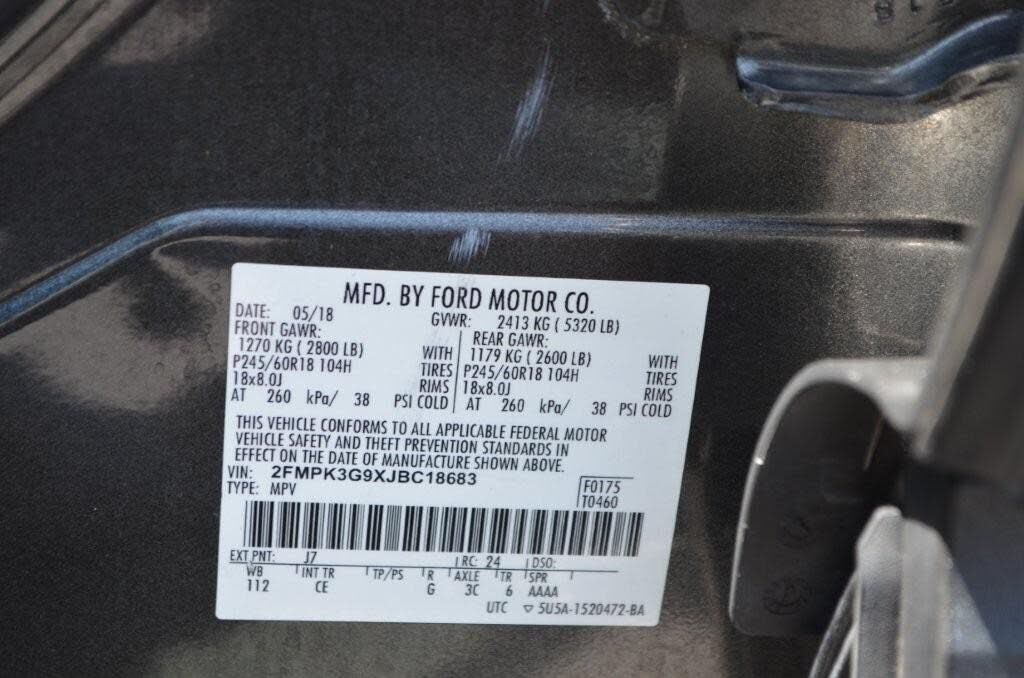 MFD. BY FORD MOTOR CO.
DATE: 05/18 GVWR: 2413 KG ( 5320 LB)
FRONT GAWR: REAR GAWR:
1270 KG ( 2800 LB) WITH 1179 KG ( 2600 LB) WITH
P245/60R18 104H TIRES P245/60R18 104H TIRES
18x8.0J RIMS 18x8.0J RIMS
AT 260 kPa/ 38 PSI COLD AT 260 kPa/ 38 PSI COLD
THIS VEHICLE CONFORMS TO ALL APPLICABLE FEDERAL MOTOR
VEHICLE SAFETY AND THEFT PREVENTION STANDARDS IN
EFFECT ON THE DATE OF MANUFACTURE SHOWN ABOVE.
VIN: 2FMPK3G9XJBC18683 F0175
TYPE: MPV T0460
EXT PNT: J7 RC: 24 DSO:
WB INT TR TP/PS R AXLE TR SPR
112 CE G 3C 6 AAAA
UTC ▽ 5U5A-1520472-BA